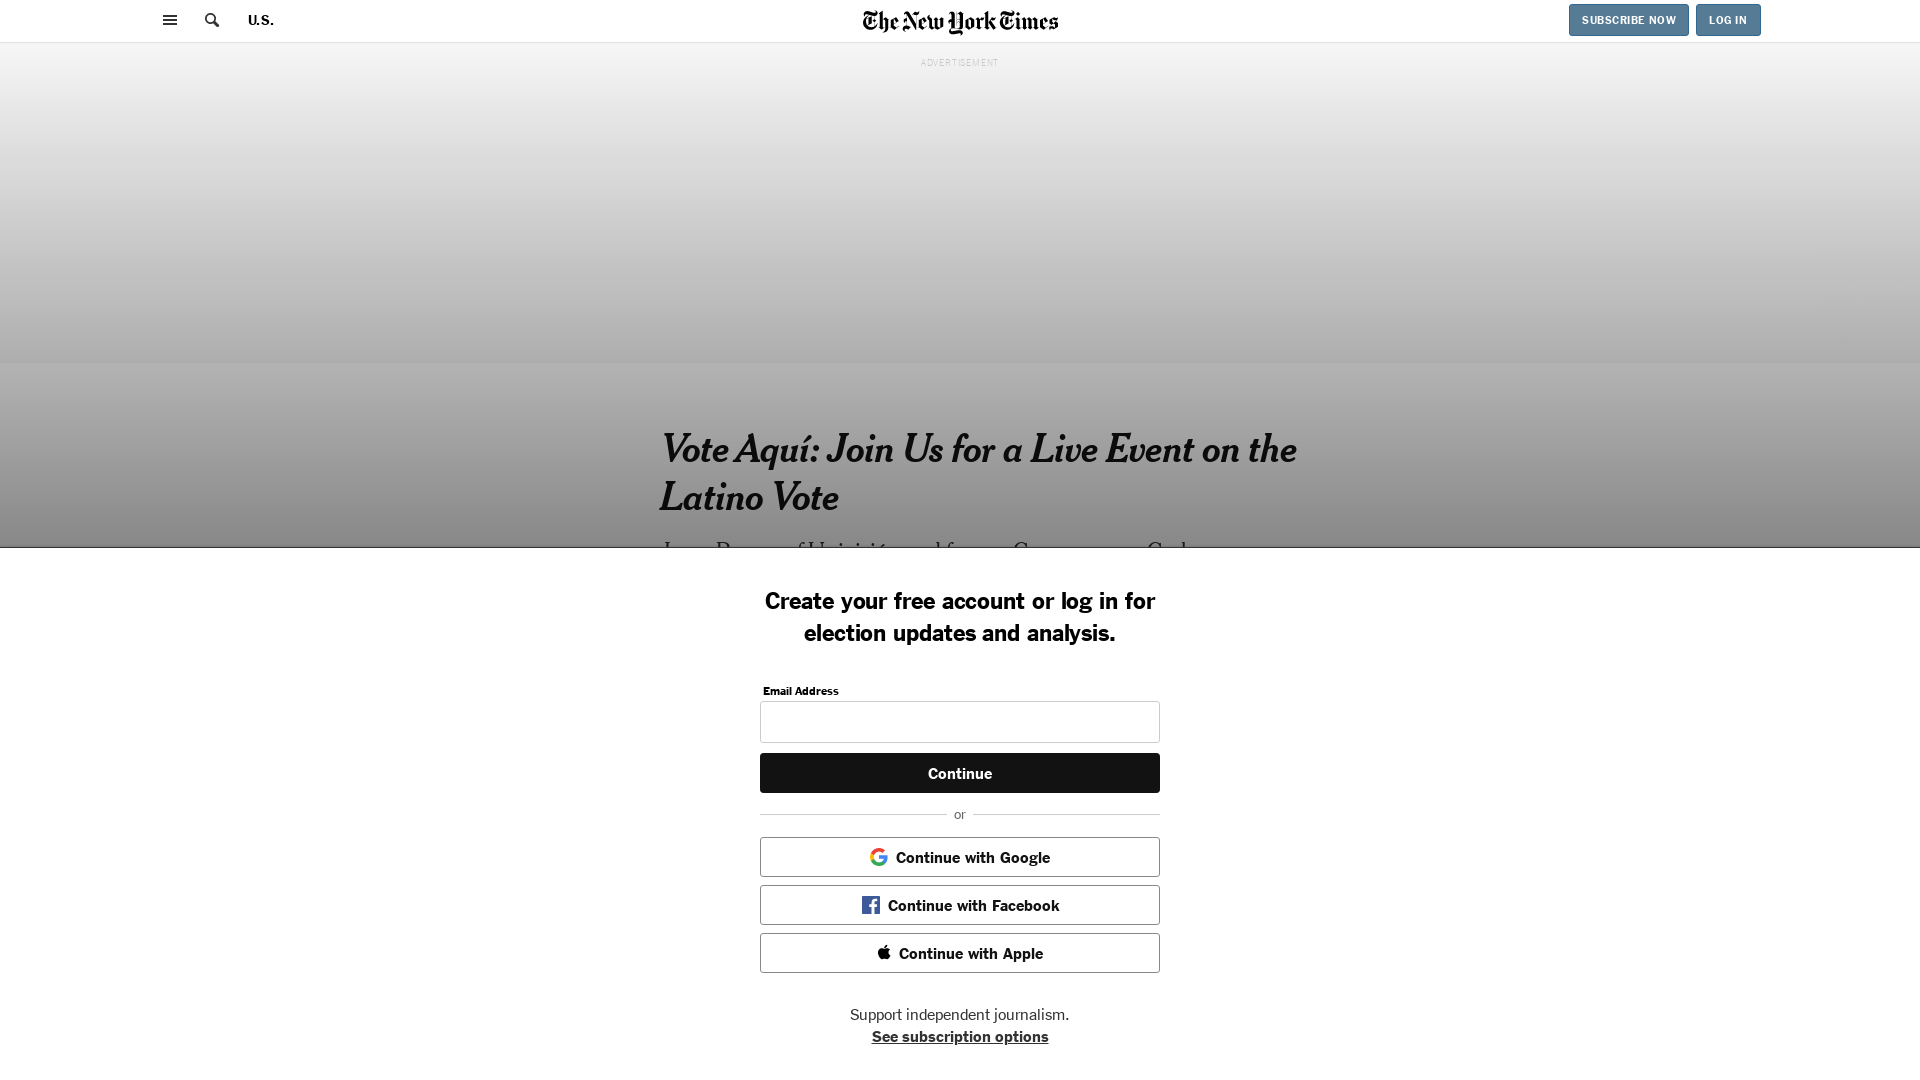 U.S.
The New York Times
SUBSCRIBE NOW
LOG IN
ADVERTISEMENT
Vote Aquí: Join Us for a Live Event on the
Latino Vote
Create your free account or log in for
election updates and analysis.
Email Address
Continue
or
Continue with Google
Continue with Facebook
Continue with Apple
Support independent journalism.
See subscription options